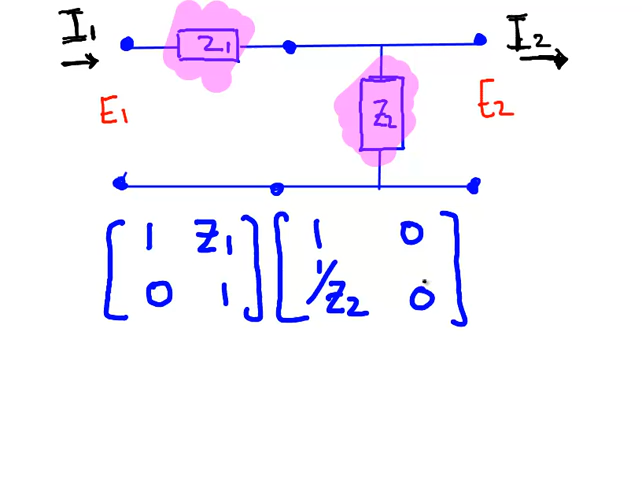 I1 Z1 I2
E1 Z2 E2
[ 1 Z1 ] [ 1 0 ]
[ 0 1 ] [ 1/Z2 0 ]